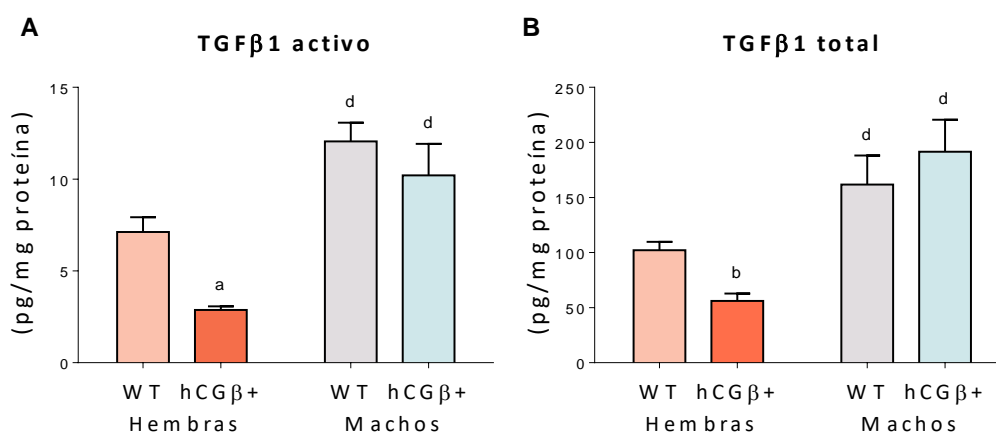 A
TGFβ1 activo
(pg/mg proteína)
15
10
5
0
a
d
d
WT hCGβ+ WT hCGβ+
Hembras Machos
B
TGFβ1 total
(pg/mg proteína)
250
200
150
100
50
0
b
d
d
WT hCGβ+ WT hCGβ+
Hembras Machos